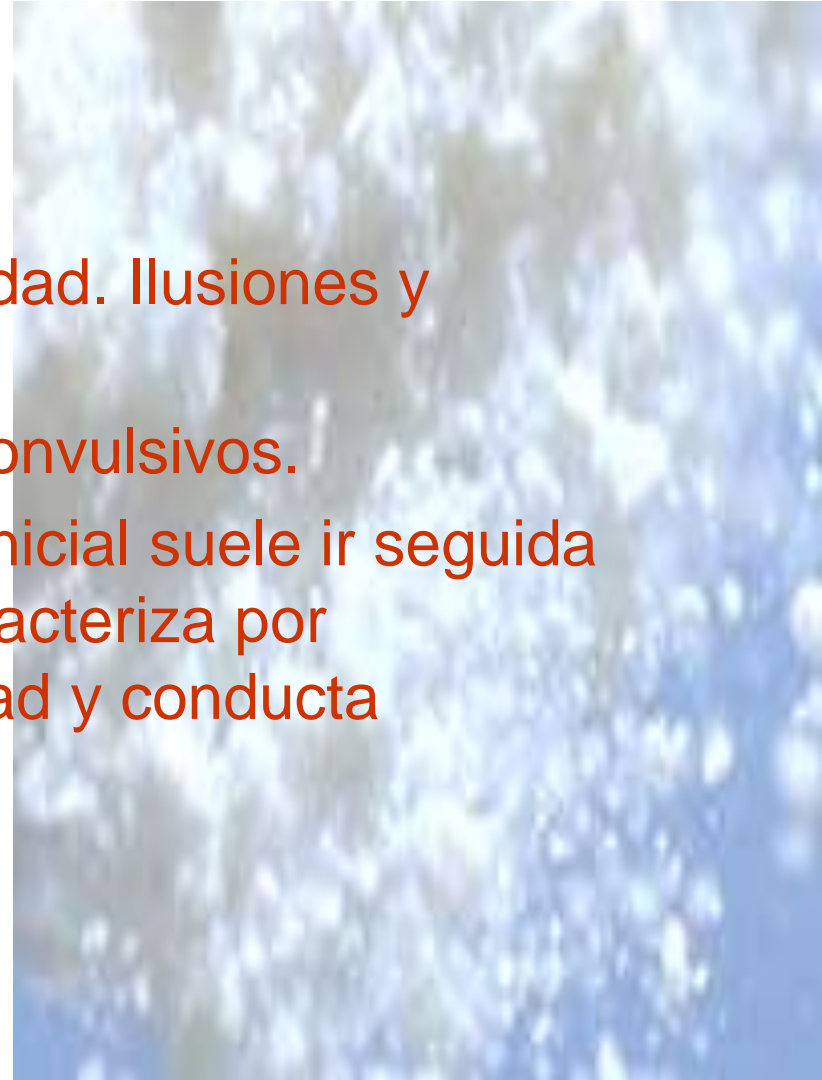 dad. Ilusiones y
onvulsivos.
nicial suele ir seguida
acteriza por
ad y conducta